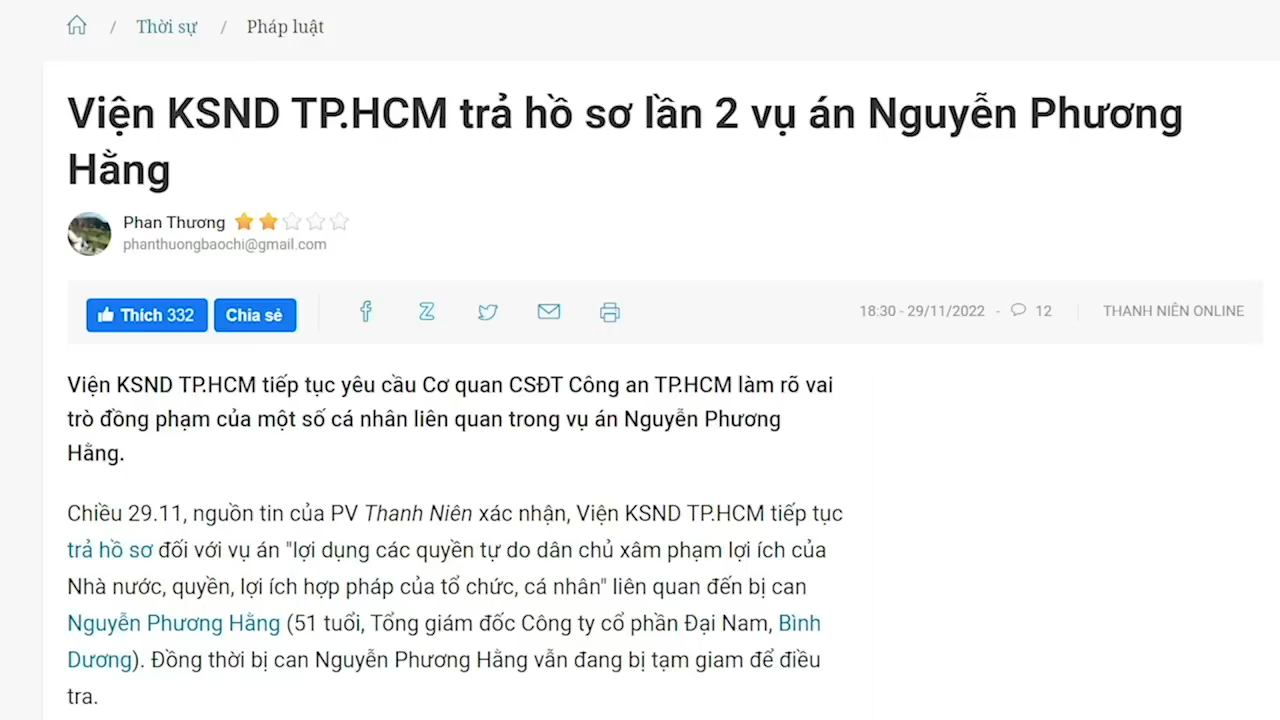 / Thời sự / Pháp luật
Viện KSND TP.HCM trả hồ sơ lần 2 vụ án Nguyễn Phương
Hằng
Phan Thương
phanthuongbaochi@gmail.com
Thích 332 Chia sẻ 18:30 - 29/11/2022 - 12 THANH NIÊN ONLINE
Viện KSND TP.HCM tiếp tục yêu cầu Cơ quan CSĐT Công an TP.HCM làm rõ vai
trò đồng phạm của một số cá nhân liên quan trong vụ án Nguyễn Phương
Hằng.
Chiều 29.11, nguồn tin của PV Thanh Niên xác nhận, Viện KSND TP.HCM tiếp tục
trả hồ sơ đối với vụ án "lợi dụng các quyền tự do dân chủ xâm phạm lợi ích của
Nhà nước, quyền, lợi ích hợp pháp của tổ chức, cá nhân" liên quan đến bị can
Nguyễn Phương Hằng (51 tuổi, Tổng giám đốc Công ty cổ phần Đại Nam, Bình
Dương). Đồng thời bị can Nguyễn Phương Hằng vẫn đang bị tạm giam để điều
tra.